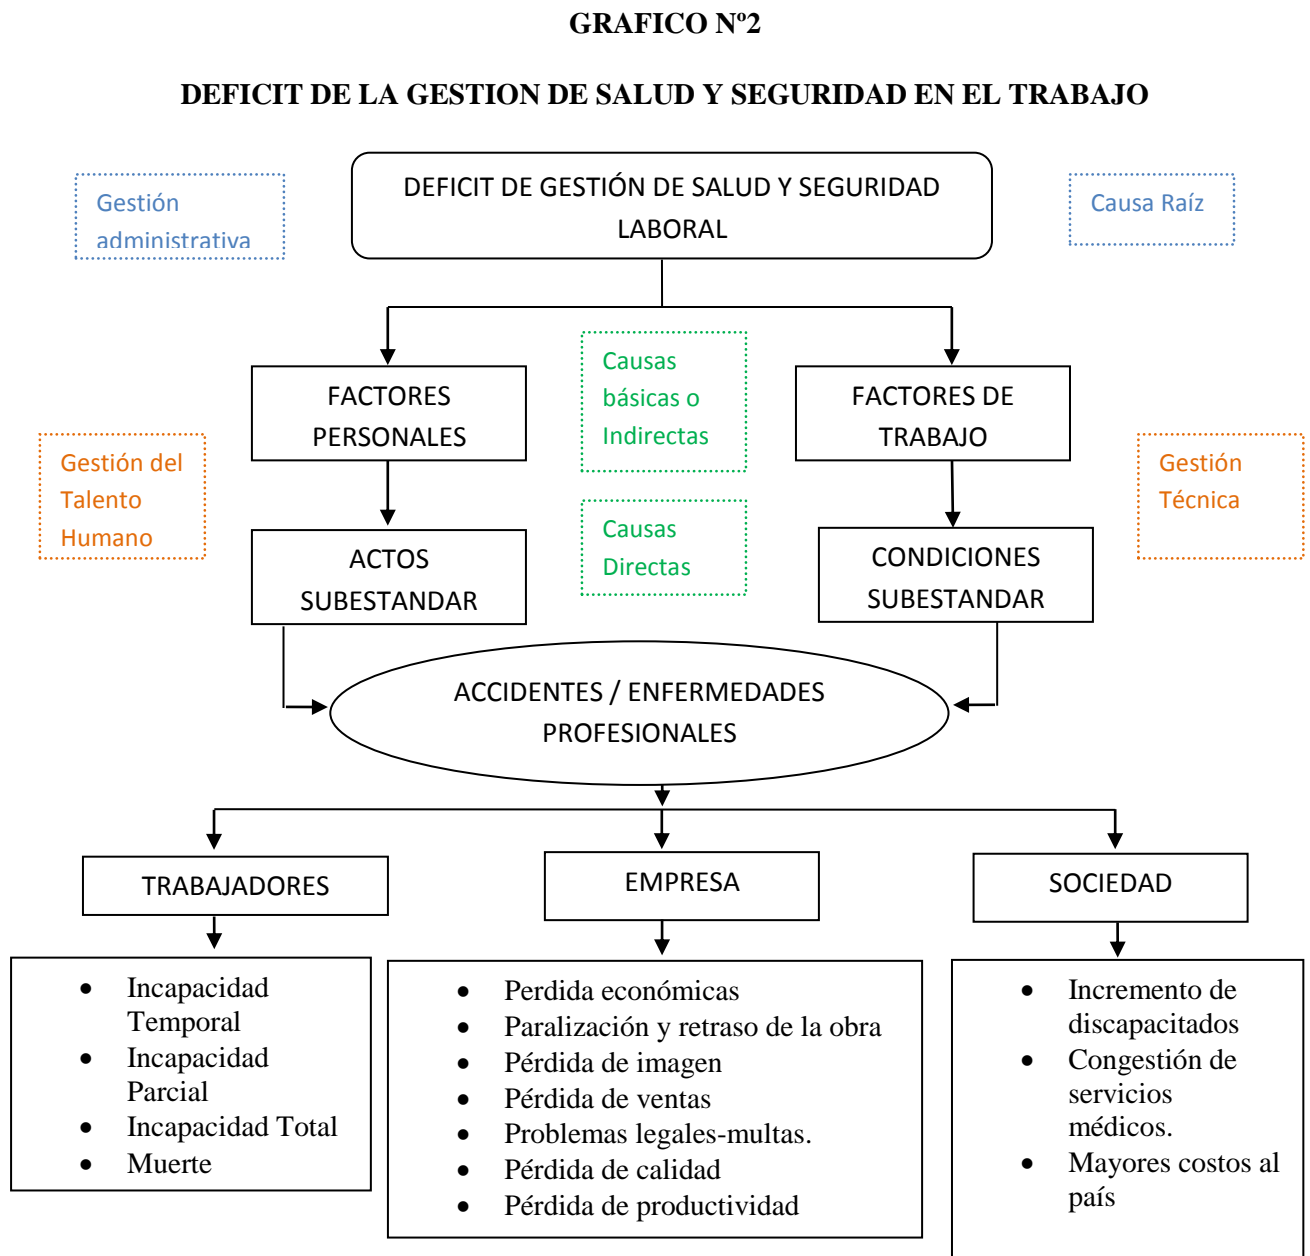 GRAFICO Nº2
DEFICIT DE LA GESTION DE SALUD Y SEGURIDAD EN EL TRABAJO
Gestión
administrativa
DEFICIT DE GESTIÓN DE SALUD Y SEGURIDAD
LABORAL
Causa Raíz
FACTORES
PERSONALES
Causas
básicas o
Indirectas
FACTORES DE
TRABAJO
Gestión del
Talento
Humano
Gestión
Técnica
ACTOS
SUBESTANDAR
Causas
Directas
CONDICIONES
SUBESTANDAR
ACCIDENTES / ENFERMEDADES
PROFESIONALES
TRABAJADORES
EMPRESA
SOCIEDAD
• Incapacidad
Temporal
• Incapacidad
Parcial
• Incapacidad Total
• Muerte
• Perdida económicas
• Paralización y retraso de la obra
• Pérdida de imagen
• Pérdida de ventas
• Problemas legales-multas.
• Pérdida de calidad
• Pérdida de productividad
• Incremento de
discapacitados
• Congestión de
servicios
médicos.
• Mayores costos al
país